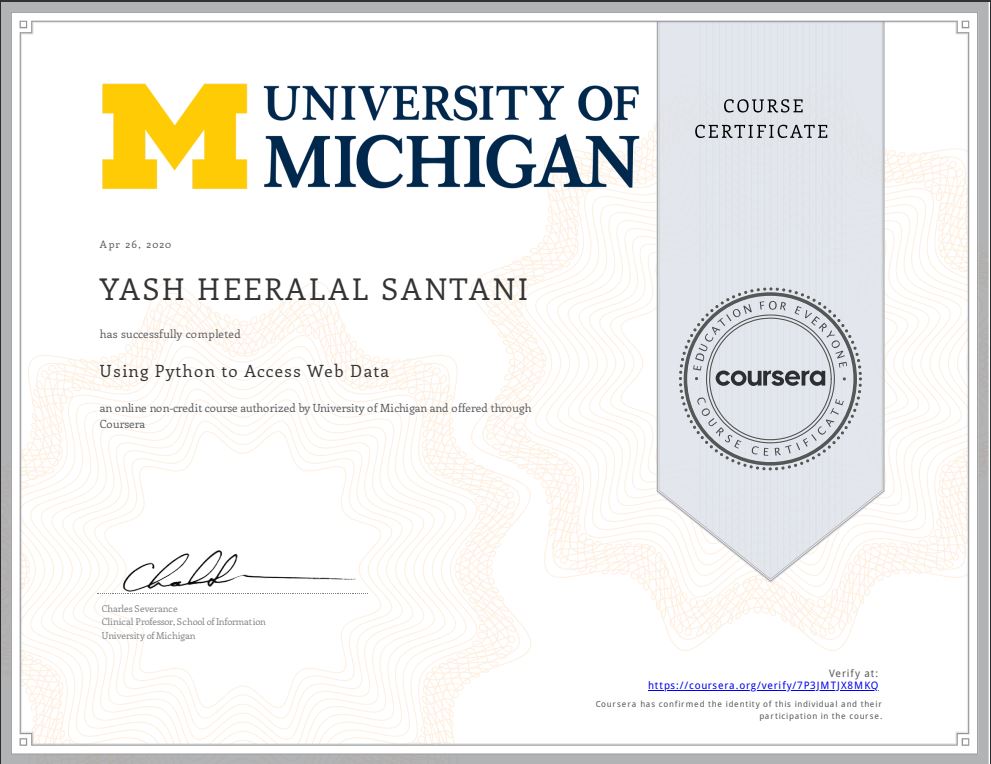 UNIVERSITY OF
MICHIGAN
COURSE
CERTIFICATE
Apr 26, 2020
YASH HEERALAL SANTANI
has successfully completed
Using Python to Access Web Data
an online non-credit course authorized by University of Michigan and offered through
Coursera
EDUCATION FOR EVERYONE
coursera
COURSE CERTIFICATE
Charles Severance
Clinical Professor, School of Information
University of Michigan
Verify at:
https://coursera.org/verify/7P3JMTJX8MKQ
Coursera has confirmed the identity of this individual and their
participation in the course.